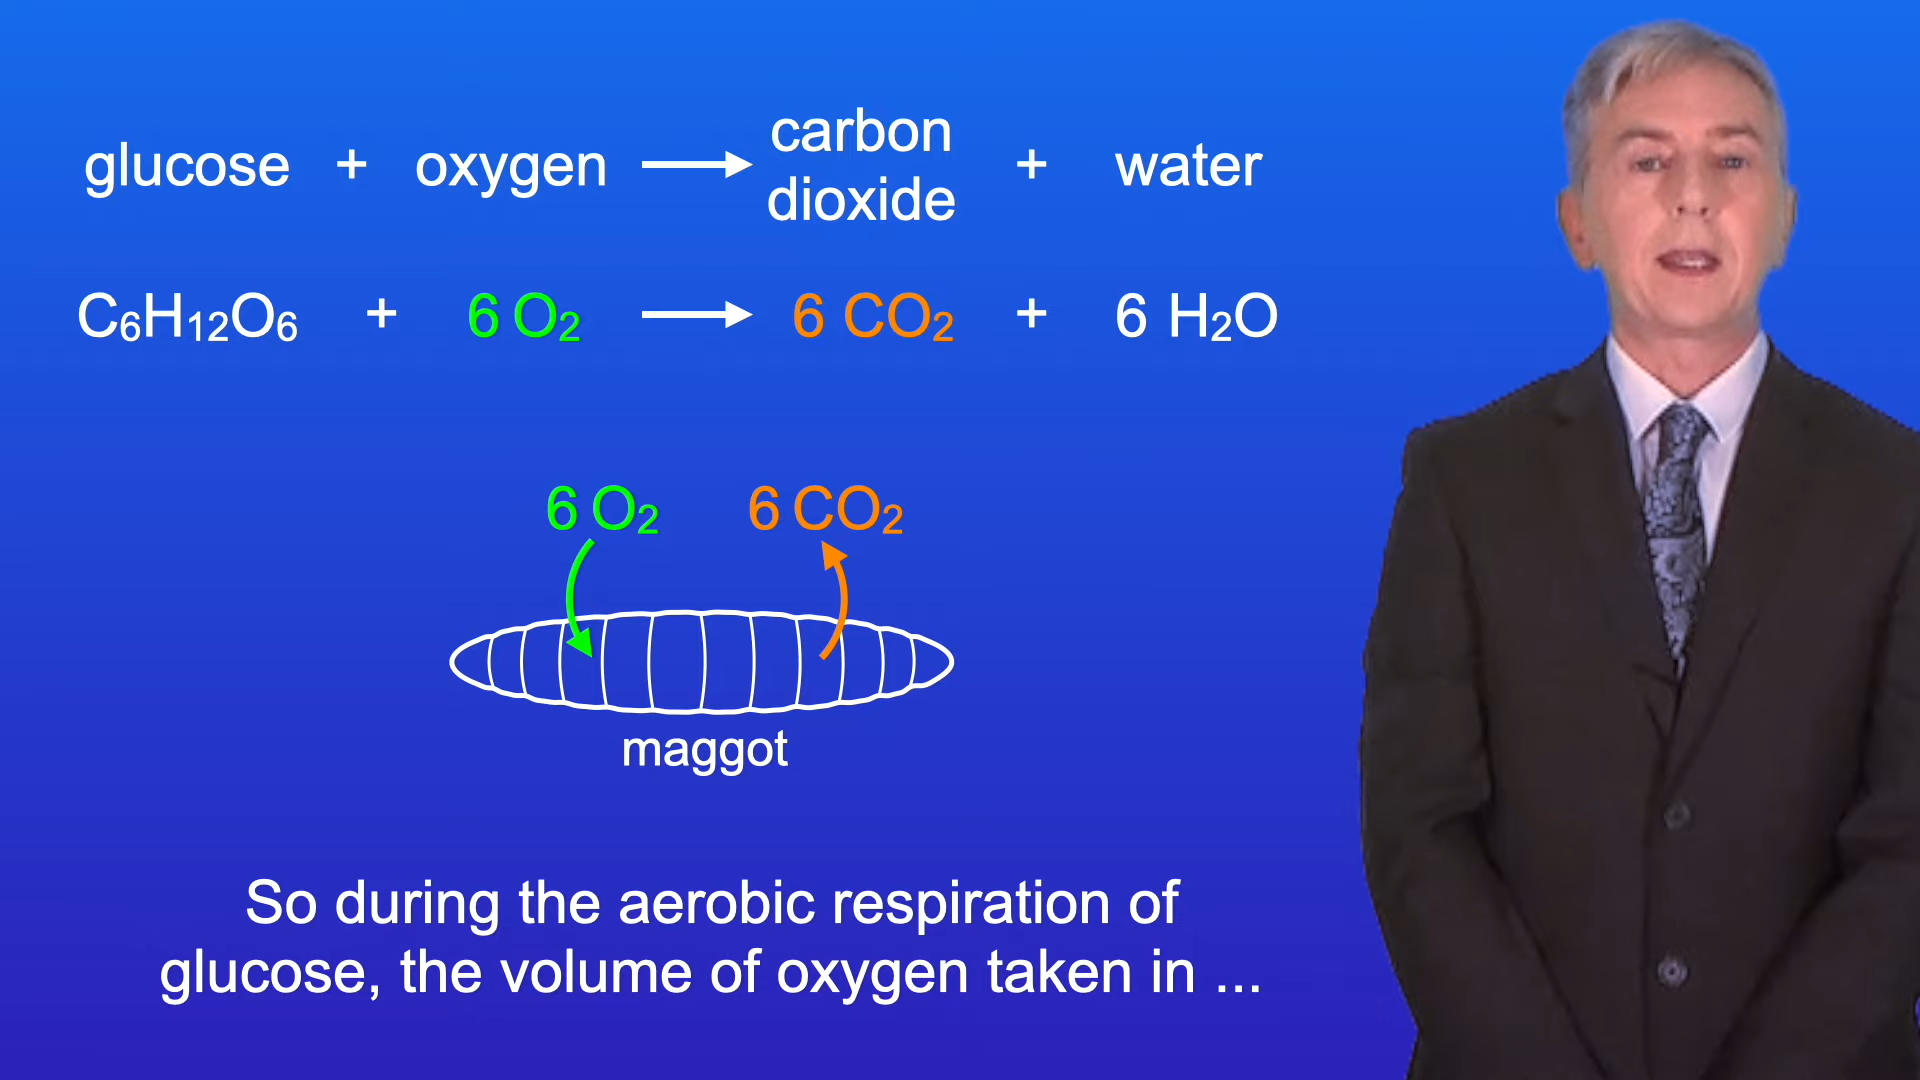 glucose + oxygen → carbon dioxide + water
C₆H₁₂O₆ + 6 O₂ → 6 CO₂ + 6 H₂O
6 O₂ 6 CO₂
maggot
So during the aerobic respiration of
glucose, the volume of oxygen taken in ...